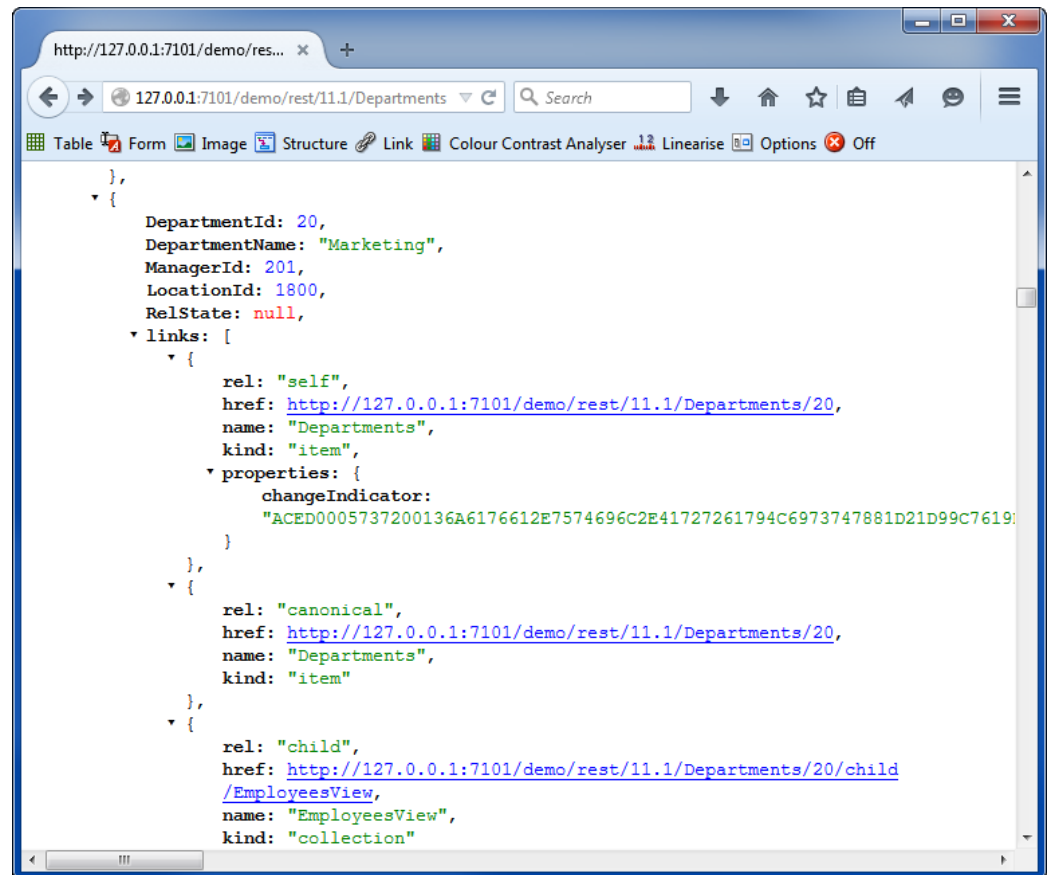 http://127.0.0.1:7101/demo/res...
127.0.0.1:7101/demo/rest/11.1/Departments
Search
Table Form Image Structure Link Colour Contrast Analyser 1.2 Linearise Options Off
},
{
DepartmentId: 20,
DepartmentName: "Marketing",
ManagerId: 201,
LocationId: 1800,
RelState: null,
links: [
{
rel: "self",
href: http://127.0.0.1:7101/demo/rest/11.1/Departments/20,
name: "Departments",
kind: "item",
properties: {
changeIndicator:
"ACED0005737200136A6176612E7574696C2E41727261794C6973747881D21D99C7619
}
},
{
rel: "canonical",
href: http://127.0.0.1:7101/demo/rest/11.1/Departments/20,
name: "Departments",
kind: "item"
},
{
rel: "child",
href: http://127.0.0.1:7101/demo/rest/11.1/Departments/20/child
/EmployeesView,
name: "EmployeesView",
kind: "collection"